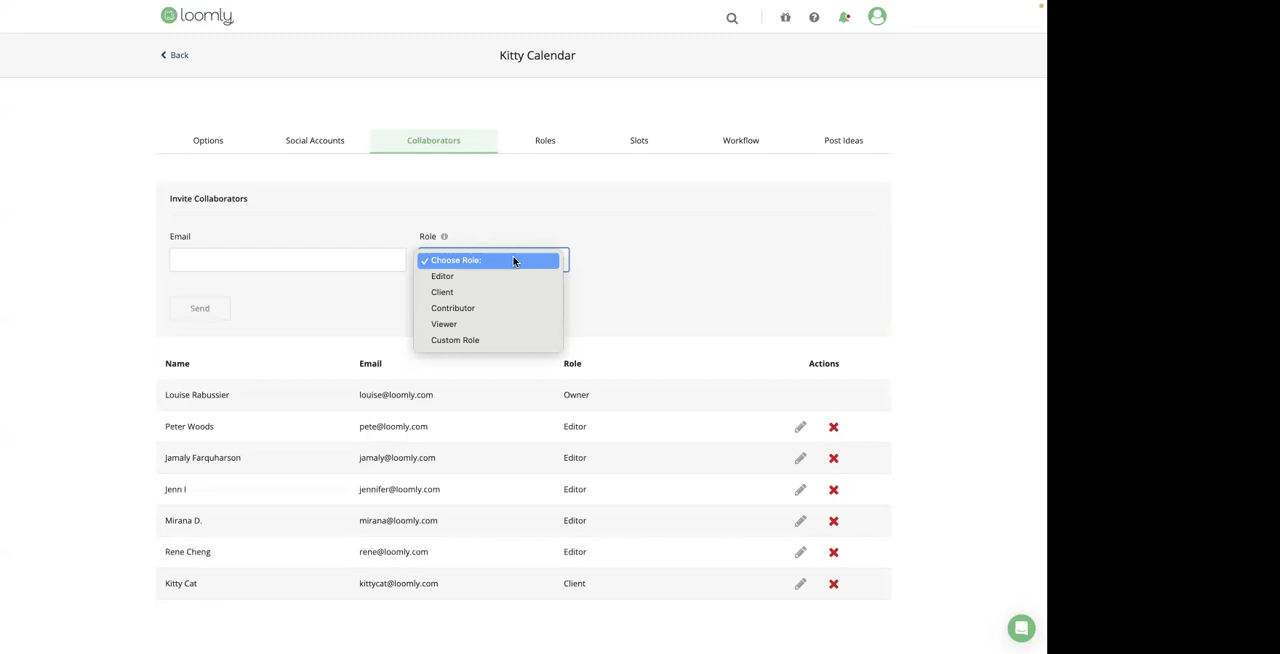 loomly
Back
Kitty Calendar
Options
Social Accounts
Collaborators
Roles
Slots
Workflow
Post Ideas
Invite Collaborators
Email
Role
Choose Role:
Editor
Client
Contributor
Viewer
Custom Role
Send
Name Email Role Actions
Louise Rabussier louise@loomly.com Owner
Peter Woods pete@loomly.com Editor
Jamaly Farquharson jamaly@loomly.com Editor
Jenn I jennifer@loomly.com Editor
Mirana D. mirana@loomly.com Editor
Rene Cheng rene@loomly.com Editor
Kitty Cat kittycat@loomly.com Client